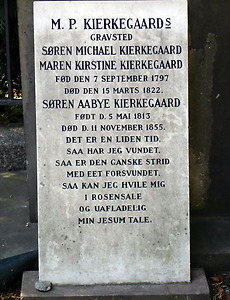 M. P. KIERKEGAARDS
GRAVSTED
SØREN MICHAEL KIERKEGAARD
MAREN KIRSTINE KIERKEGAARD
FØD DEN 7 SEPTEMBER 1797
DØD DEN 15 MARTS 1822.
SØREN AABYE KIERKEGAARD
FØDT D. 5 MAI 1813
DØD D. 11 NOVEMBER 1855.
DET ER EN LIDEN TID,
SAA HAR JEG VUNDET,
SAA ER DEN GANSKE STRID
MED EET FORSVUNDET,
SAA KAN JEG HVILE MIG
I ROSENSALE
OG UAFLADELIG
MIN JESUM TALE.